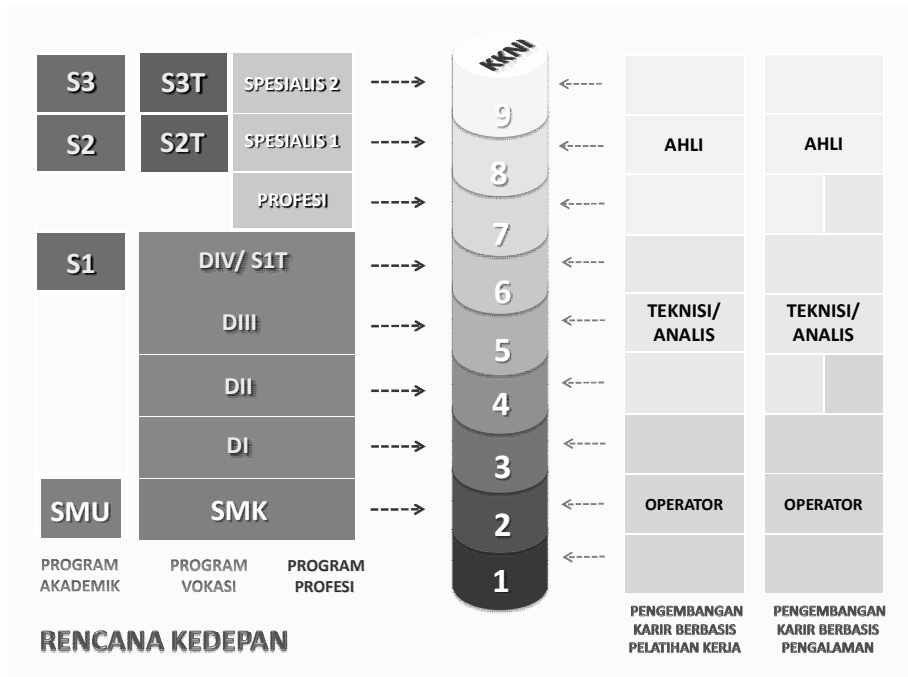 KKNI
S3 S3T SPESIALIS 2 9
S2 S2T SPESIALIS 1 8 AHLI AHLI
PROFESI 7
S1 DIV/ S1T 6
DIII 5 TEKNISI/ TEKNISI/
ANALIS ANALIS
DII 4
DI 3
SMU SMK 2 OPERATOR OPERATOR
1
PROGRAM PROGRAM PROGRAM
AKADEMIK VOKASI PROFESI
PENGEMBANGAN PENGEMBANGAN
KARIR BERBASIS KARIR BERBASIS
PELATIHAN KERJA PENGALAMAN
RENCANA KEDEPAN